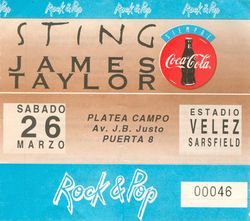 Rock & Pop
Rock & Pop
STING
JAMES
TAYLOR
SIEMPRE
Coca-Cola
SABADO
26
MARZO
PLATEA CAMPO
Av. J.B. Justo
PUERTA 8
ESTADIO
VELEZ
SARSFIELD
Rock & Pop
00046